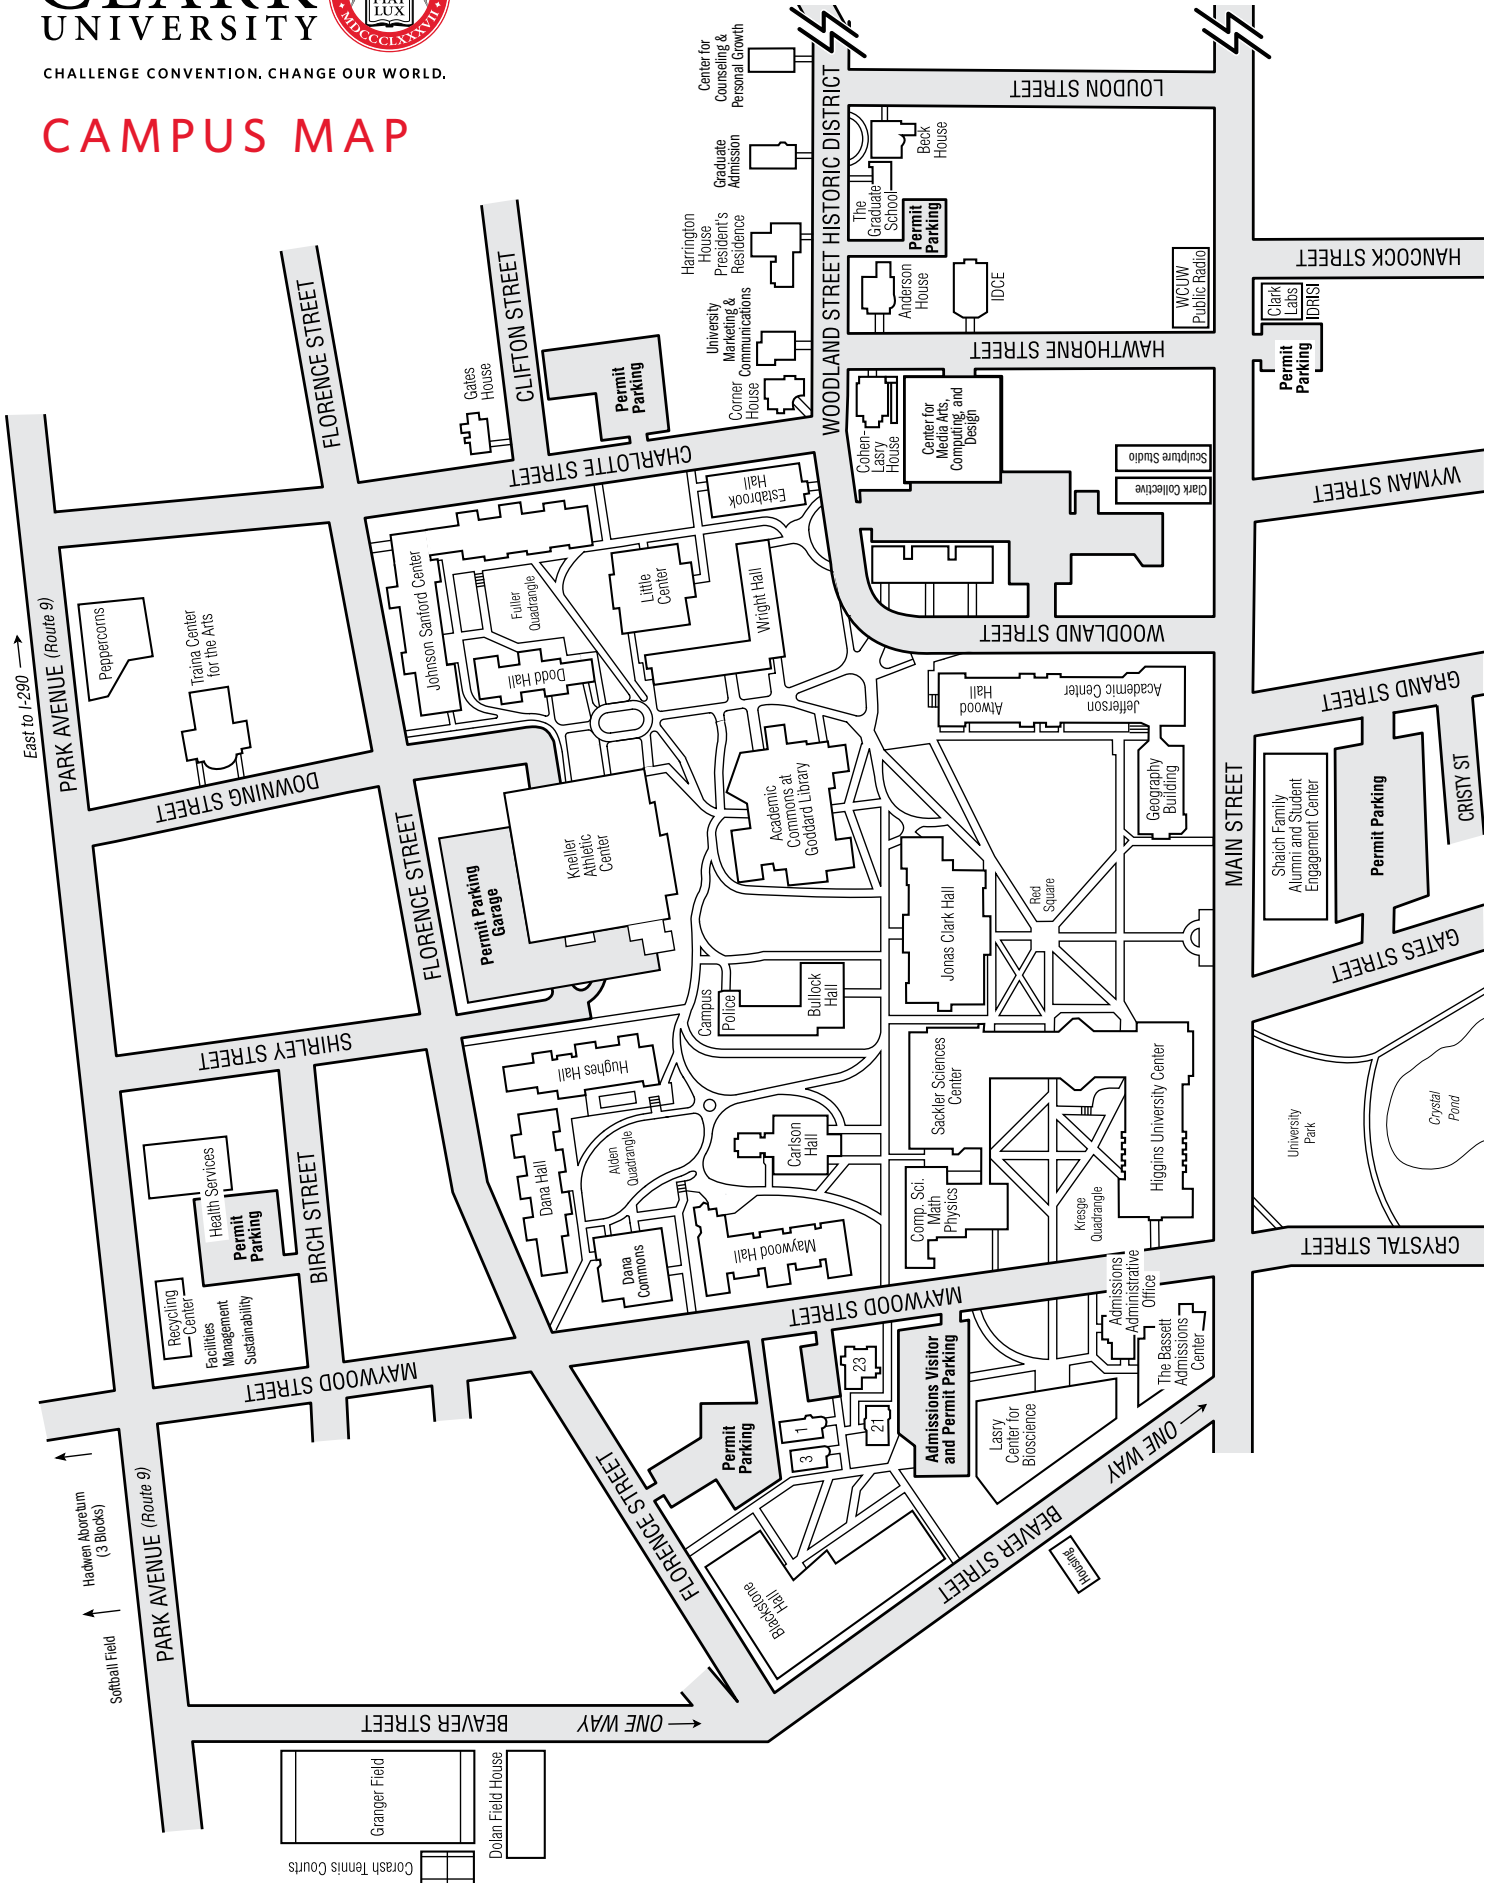 CLARK
UNIVERSITY
FIAT
LUX
MDCCCLXXXVII
CHALLENGE CONVENTION. CHANGE OUR WORLD.
CAMPUS MAP
Center for
Counseling &
Personal Growth
Graduate
Admission
Harrington
House
President's
Residence
University
Marketing &
Communications
Corner
House
WOODLAND STREET HISTORIC DISTRICT
LOUDON STREET
Beck
House
The
Graduate
School
Permit
Parking
Anderson
House
IDCE
WCUW
Public Radio
HANCOCK STREET
Clark
Labs
IDRISI
Permit
Parking
HAWTHORNE STREET
Cohen-
Lasry
House
Center for
Media Arts,
Computing, and
Design
Sculpture Studio
Clark Collective
WYMAN STREET
FLORENCE STREET
CLIFTON STREET
Gates
House
Permit
Parking
CHARLOTTE STREET
Estabrook
Hall
East to I-290
PARK AVENUE (Route 9)
Peppercorns
Traina Center
for the Arts
Johnson Sanford Center
Fuller
Quadrangle
Dodd Hall
Little
Center
Wright Hall
WOODLAND STREET
Atwood
Hall
Jefferson
Academic Center
Geography
Building
GRAND STREET
CRISTY ST
DOWNING STREET
FLORENCE STREET
Permit Parking
Garage
Kneller
Athletic
Center
Academic
Commons at
Goddard Library
Jonas Clark Hall
Red
Square
MAIN STREET
Shaich Family
Alumni and Student
Engagement Center
Permit Parking
GATES STREET
SHIRLEY STREET
Campus
Police
Bullock
Hall
Hughes Hall
Dana Hall
Alden
Quadrangle
Carlson
Hall
Sackler Sciences
Center
Higgins University Center
University
Park
Crystal
Pond
Health Services
Permit
Parking
BIRCH STREET
Recycling
Center
Facilities
Management
Sustainability
Dana
Commons
Maywood Hall
Comp. Sci.
Math
Physics
Kresge
Quadrangle
CRYSTAL STREET
MAYWOOD STREET
MAYWOOD STREET
Admissions
Administrative
Office
The Bassett
Admissions
Center
23
21
1
3
Admissions Visitor
and Permit Parking
Lasry
Center for
Bioscience
Permit
Parking
FLORENCE STREET
Blackstone
Hall
BEAVER STREET
ONE WAY
Housing
Hadwen Aboretum
(3 Blocks)
Softball Field
PARK AVENUE (Route 9)
BEAVER STREET
ONE WAY
Granger Field
Dolan Field House
Corash Tennis Courts